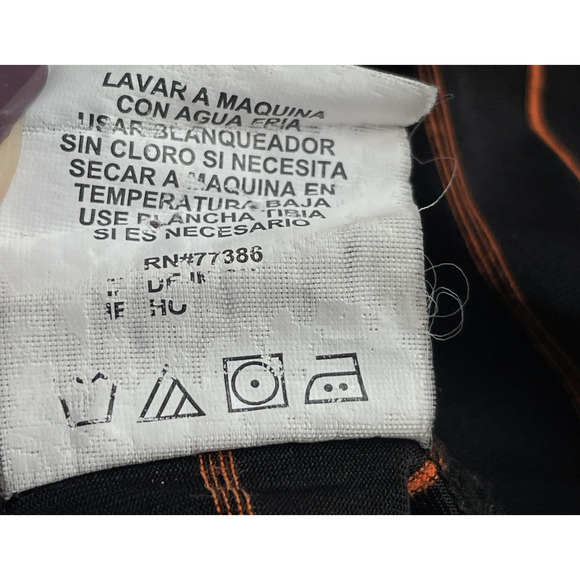 LAVAR A MAQUINA
CON AGUA FRIA
USAR BLANQUEADOR
SIN CLORO SI NECESITA
SECAR A MAQUINA EN
TEMPERATURA BAJA
USE PLANCHA TIBIA
SI ES NECESARIO
RN#77386